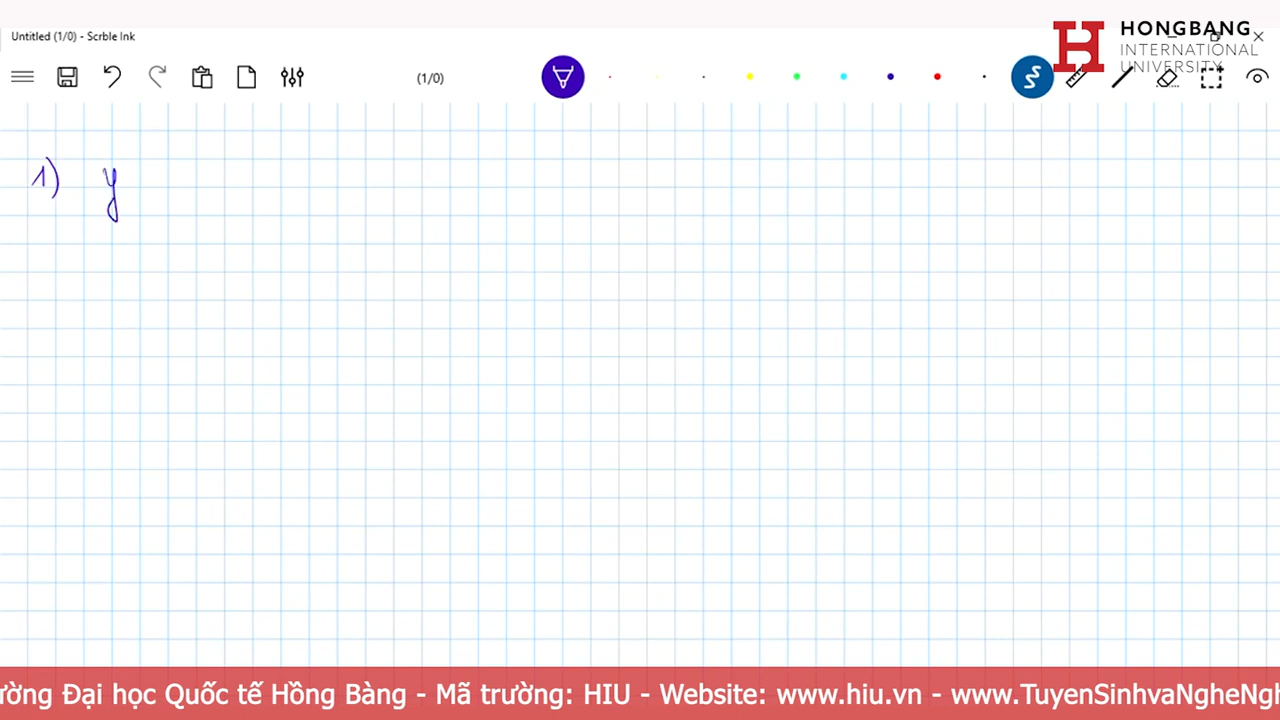 Untitled (1/0) - Scrble Ink
HONGBANG
INTERNATIONAL
UNIVERSITY
(1/0)
1) y
ường Đại học Quốc tế Hồng Bàng - Mã trường: HIU - Website: www.hiu.vn - www.TuyenSinhvaNgheNgh